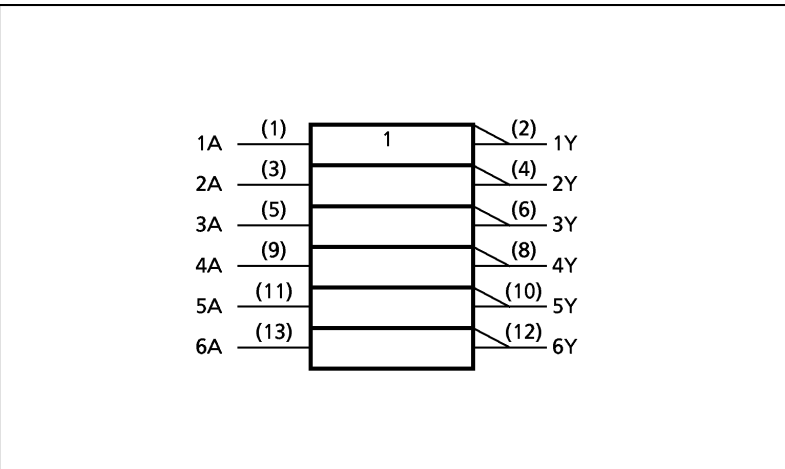 (1) (2)
1A 1 1Y
(3) (4)
2A 2Y
(5) (6)
3A 3Y
(9) (8)
4A 4Y
(11) (10)
5A 5Y
(13) (12)
6A 6Y